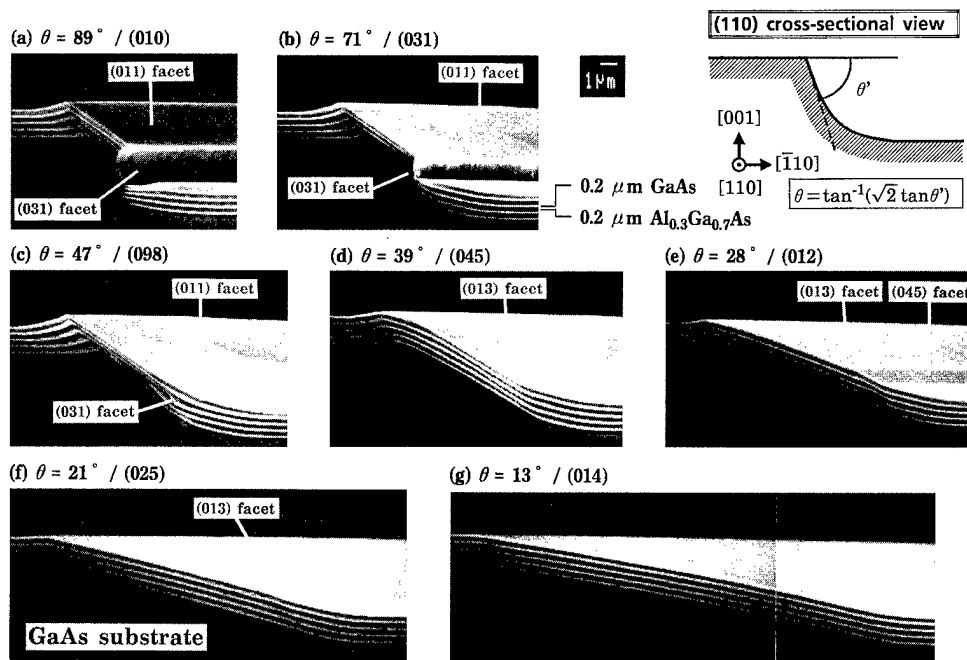 (110) cross-sectional view
(a) θ = 89° / (010)
(b) θ = 71° / (031)
(011) facet
(011) facet
1μm
θ'
[001]
[1̄10]
[110]
θ=tan⁻¹(√2 tanθ')
(031) facet
(031) facet
0.2 μm GaAs
0.2 μm Al₀.₃Ga₀.₇As
(c) θ = 47° / (098)
(d) θ = 39° / (045)
(e) θ = 28° / (012)
(011) facet
(013) facet
(013) facet
(045) facet
(031) facet
(f) θ = 21° / (025)
(g) θ = 13° / (014)
(013) facet
GaAs substrate